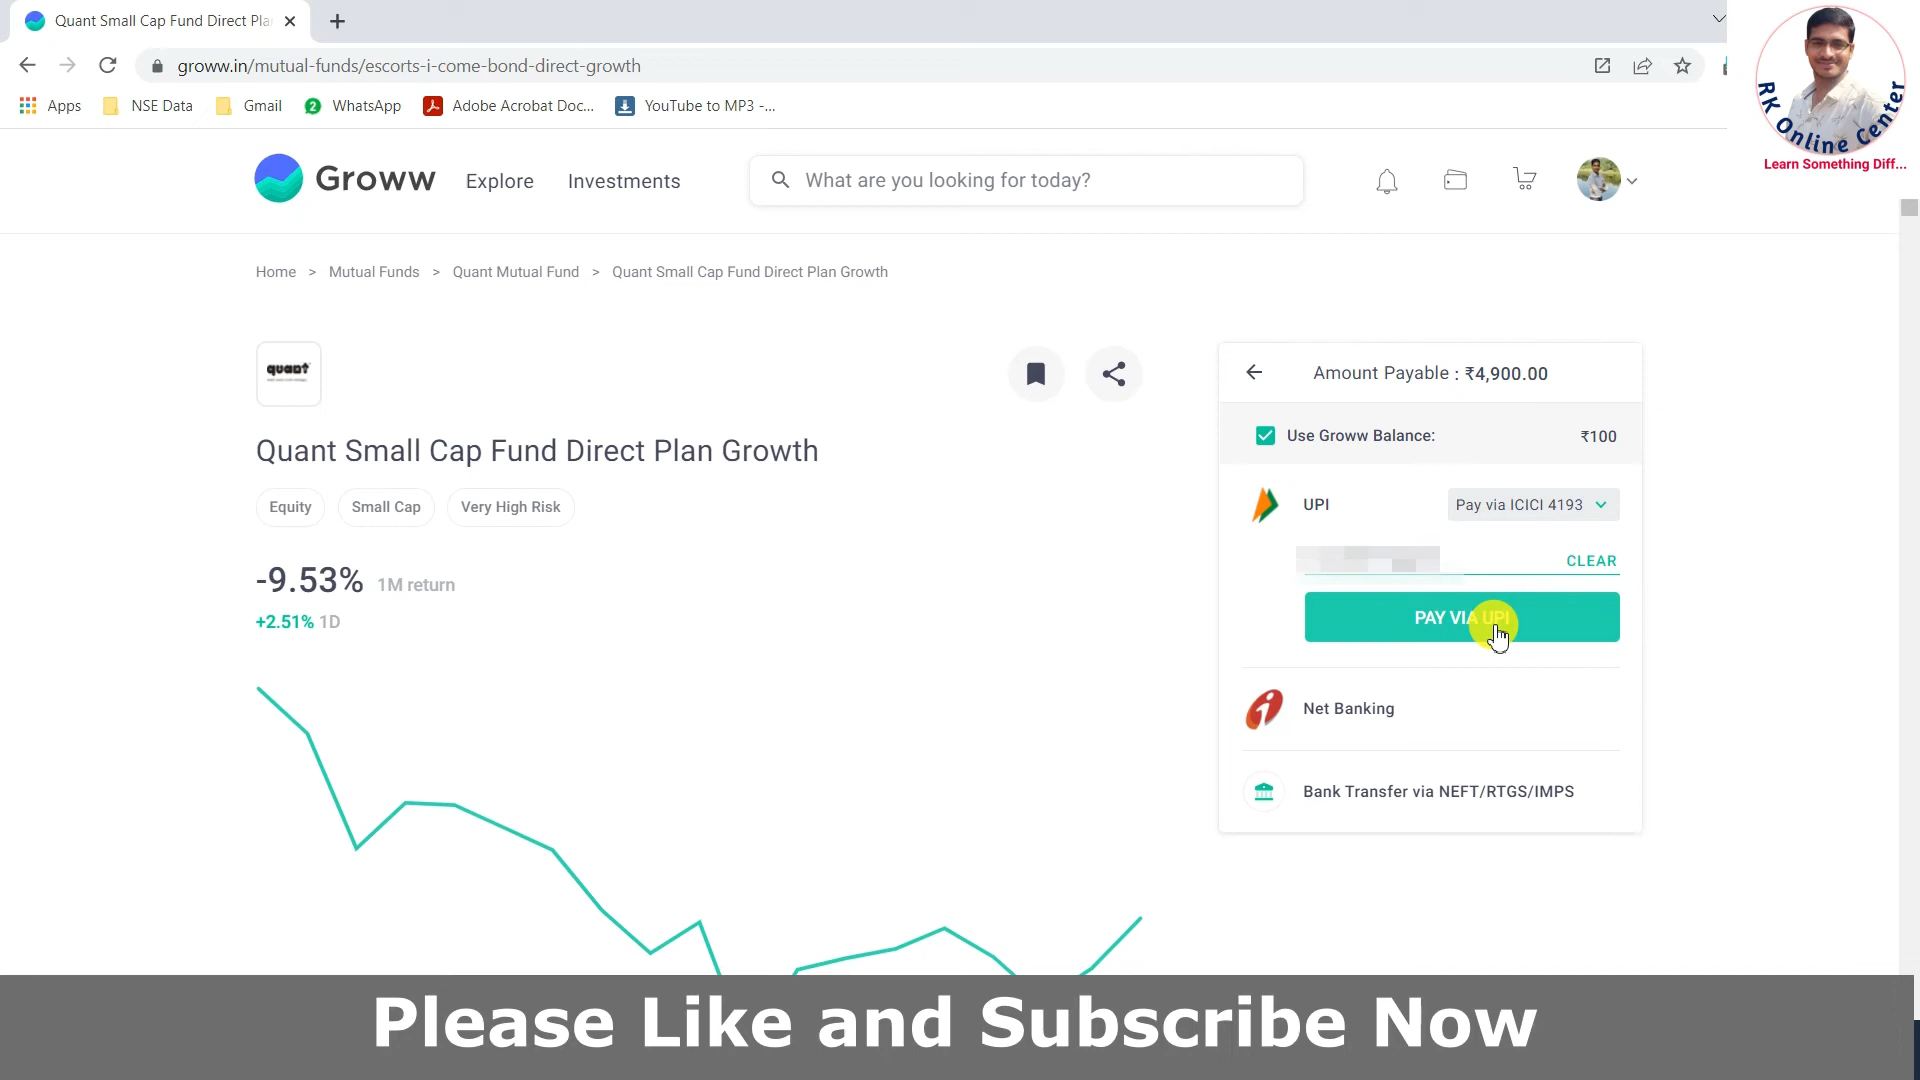 Quant Small Cap Fund Direct Pla
groww.in/mutual-funds/escorts-i-come-bond-direct-growth
Apps NSE Data Gmail WhatsApp Adobe Acrobat Doc... YouTube to MP3 -...
RK Online Center
Learn Something Diff...
Groww Explore Investments What are you looking for today?
Home > Mutual Funds > Quant Mutual Fund > Quant Small Cap Fund Direct Plan Growth
quant
Amount Payable : ₹4,900.00
Use Groww Balance: ₹100
Quant Small Cap Fund Direct Plan Growth
Equity Small Cap Very High Risk
UPI Pay via ICICI 4193
CLEAR
-9.53% 1M return
+2.51% 1D
PAY VIA UPI
Net Banking
Bank Transfer via NEFT/RTGS/IMPS
Please Like and Subscribe Now